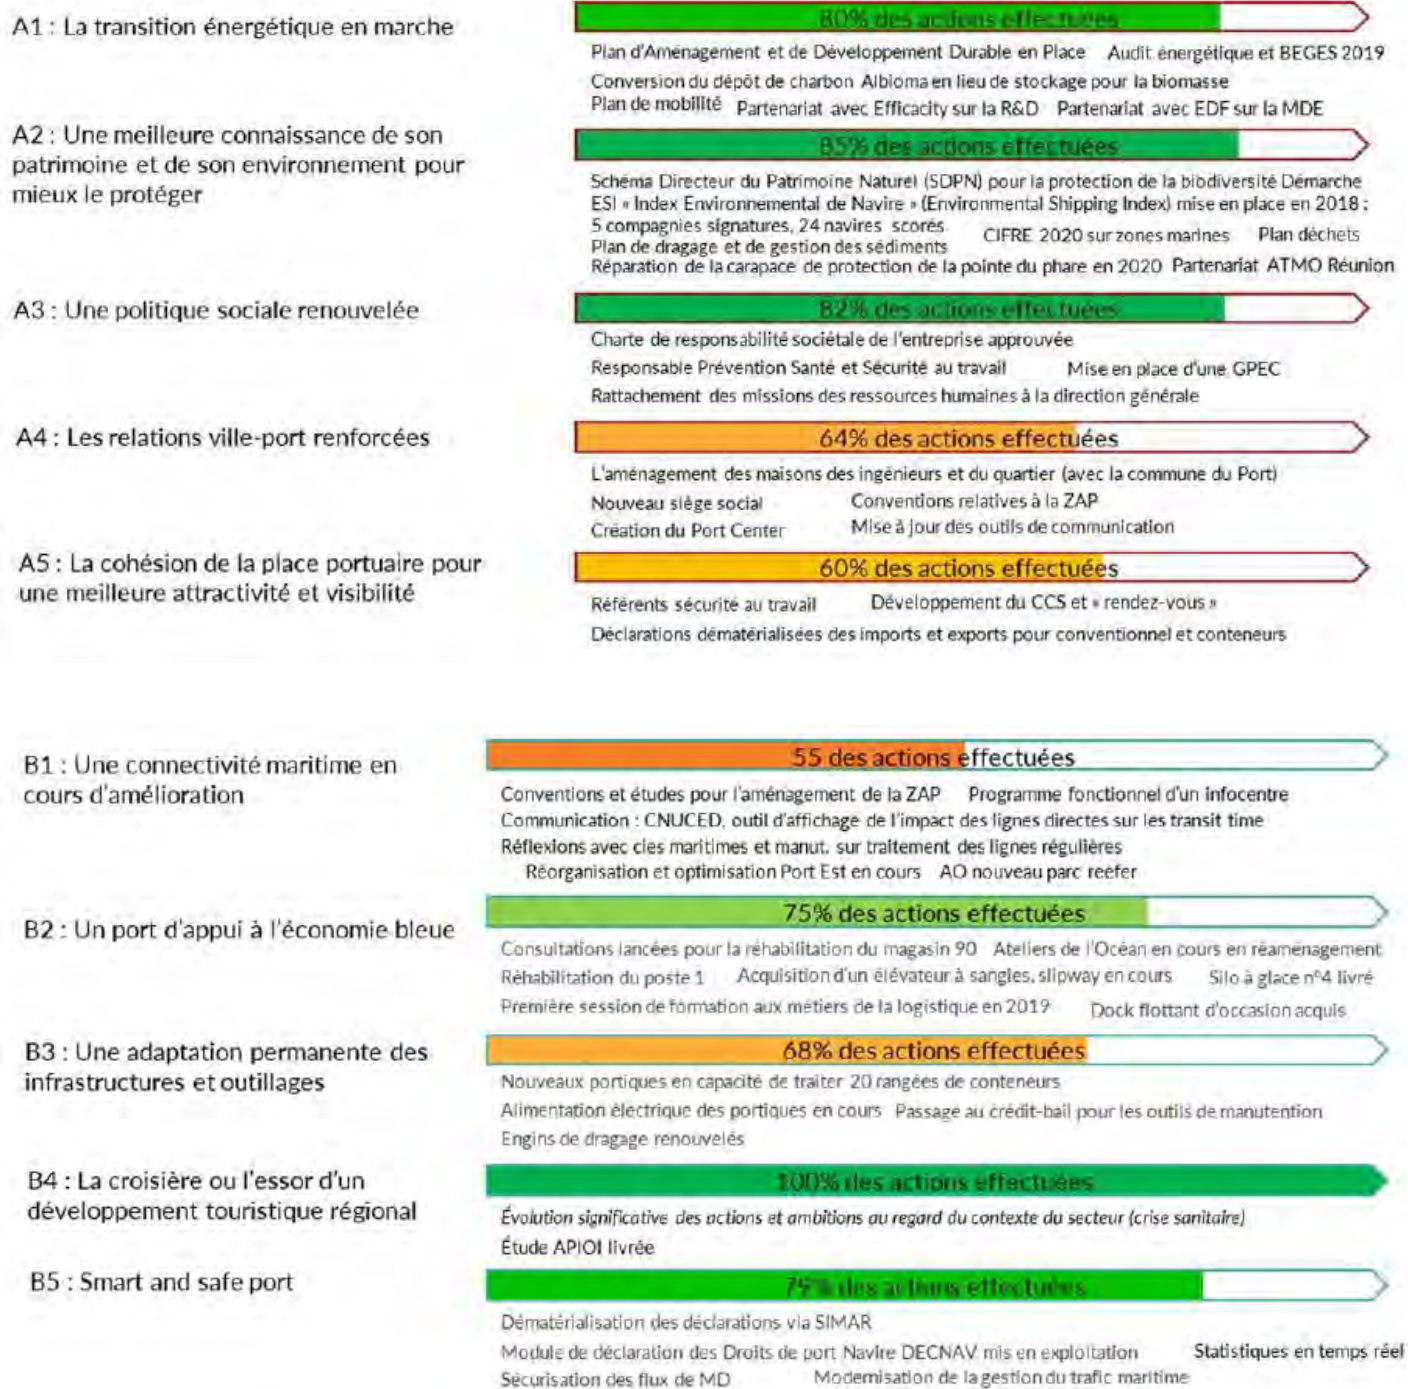 A1 : La transition énergétique en marche
80% des actions effectuées
Plan d'Aménagement et de Développement Durable en Place Audit énergétique et BEGES 2019
Conversion du dépôt de charbon Albioma en lieu de stockage pour la biomasse
Plan de mobilité Partenariat avec Efficacity sur la R&D Partenariat avec EDF sur la MDE
A2 : Une meilleure connaissance de son
patrimoine et de son environnement pour
mieux le protéger
85% des actions effectuées
Schéma Directeur du Patrimoine Naturel (SDPN) pour la protection de la biodiversité Démarche
ESI « Index Environnemental de Navire » (Environmental Shipping Index) mise en place en 2018 :
5 compagnies signatures, 24 navires scorés
Plan de dragage et de gestion des sédiments CIFRE 2020 sur zones marines Plan déchets
Réparation de la carapace de protection de la pointe du phare en 2020 Partenariat ATMO Réunion
A3 : Une politique sociale renouvelée
82% des actions effectuées
Charte de responsabilité sociétale de l'entreprise approuvée
Responsable Prévention Santé et Sécurité au travail Mise en place d'une GPEC
Rattachement des missions des ressources humaines à la direction générale
A4 : Les relations ville-port renforcées
64% des actions effectuées
L'aménagement des maisons des ingénieurs et du quartier (avec la commune du Port)
Nouveau siège social Conventions relatives à la ZAP
Création du Port Center Mise à jour des outils de communication
A5 : La cohésion de la place portuaire pour
une meilleure attractivité et visibilité
60% des actions effectuées
Référents sécurité au travail Développement du CCS et « rendez-vous »
Déclarations dématérialisées des imports et exports pour conventionnel et conteneurs
B1 : Une connectivité maritime en
cours d'amélioration
55 des actions effectuées
Conventions et études pour l'aménagement de la ZAP Programme fonctionnel d'un infocentre
Communication : CNUCED, outil d'affichage de l'impact des lignes directes sur les transit time
Réflexions avec cies maritimes et manut. sur traitement des lignes régulières
Réorganisation et optimisation Port Est en cours AO nouveau parc reefer
B2 : Un port d'appui à l'économie bleue
75% des actions effectuées
Consultations lancées pour la réhabilitation du magasin 90 Ateliers de l'Océan en cours en réaménagement
Réhabilitation du poste 1 Acquisition d'un élévateur à sangles, slipway en cours Silo à glace n°4 livré
Première session de formation aux métiers de la logistique en 2019 Dock flottant d'occasion acquis
B3 : Une adaptation permanente des
infrastructures et outillages
68% des actions effectuées
Nouveaux portiques en capacité de traiter 20 rangées de conteneurs
Alimentation électrique des portiques en cours Passage au crédit-bail pour les outils de manutention
Engins de dragage renouvelés
B4 : La croisière ou l'essor d'un
développement touristique régional
100% des actions effectuées
Évolution significative des actions et ambitions au regard du contexte du secteur (crise sanitaire)
Étude APIOI livrée
B5 : Smart and safe port
79% des actions effectuées
Dématérialisation des déclarations via SIMAR
Module de déclaration des Droits de port Navire DECNAV mis en exploitation Statistiques en temps réel
Sécurisation des flux de MD Modernisation de la gestion du trafic maritime